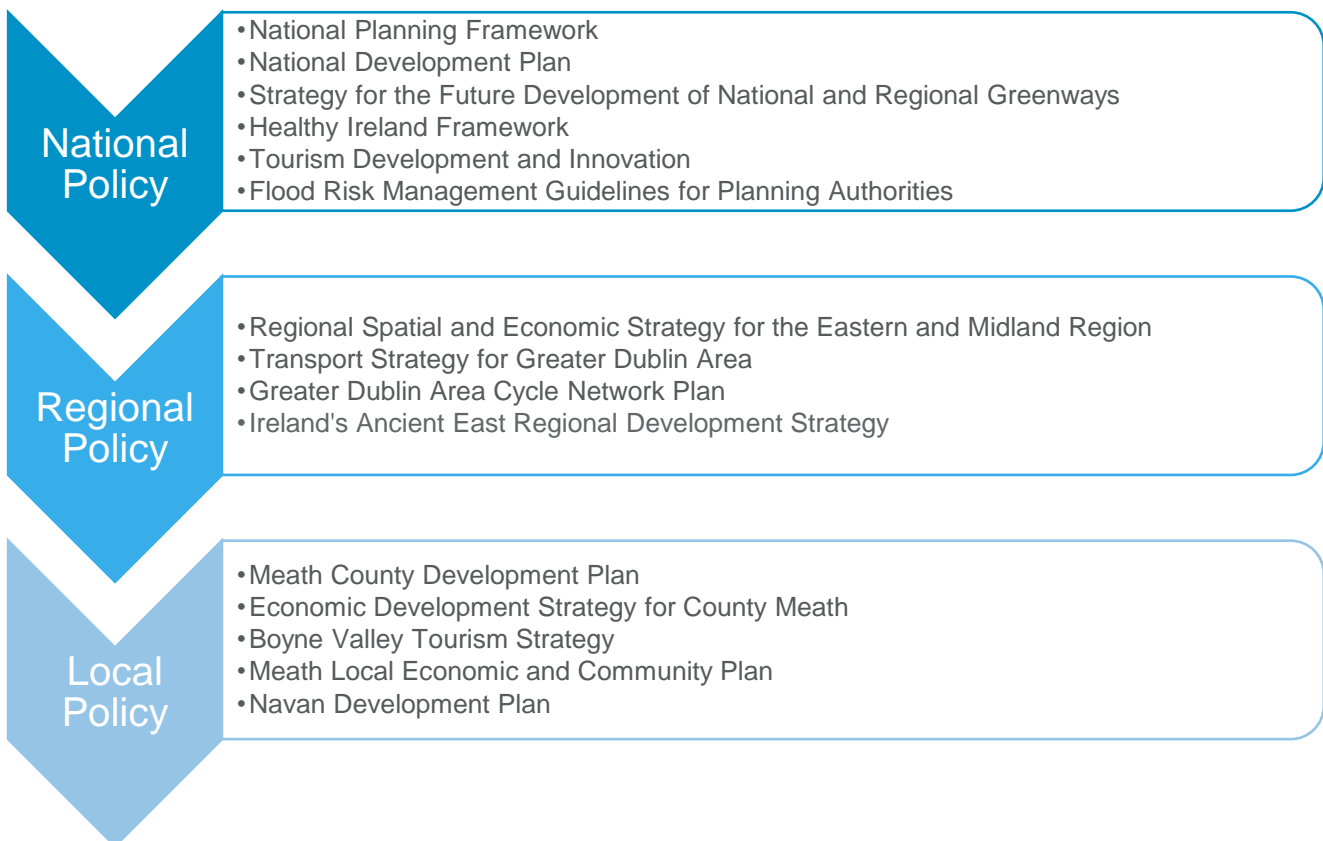 National
Policy
•National Planning Framework
•National Development Plan
•Strategy for the Future Development of National and Regional Greenways
•Healthy Ireland Framework
•Tourism Development and Innovation
•Flood Risk Management Guidelines for Planning Authorities
Regional
Policy
•Regional Spatial and Economic Strategy for the Eastern and Midland Region
•Transport Strategy for Greater Dublin Area
•Greater Dublin Area Cycle Network Plan
•Ireland's Ancient East Regional Development Strategy
Local
Policy
•Meath County Development Plan
•Economic Development Strategy for County Meath
•Boyne Valley Tourism Strategy
•Meath Local Economic and Community Plan
•Navan Development Plan